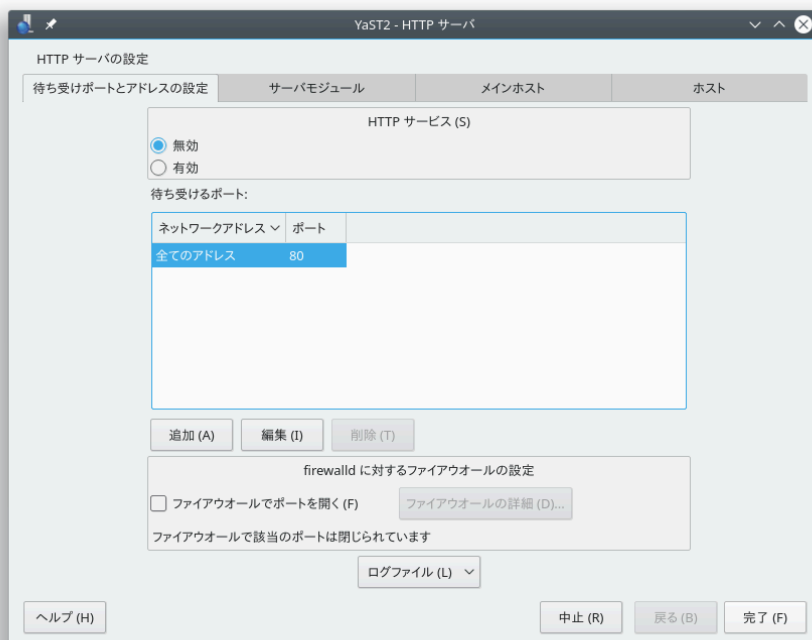 YaST2 - HTTP サーバ
HTTP サーバの設定
待ち受けポートとアドレスの設定 サーバモジュール メインホスト ホスト
HTTP サービス (S)
無効
有効
待ち受けるポート:
ネットワークアドレス ポート
全てのアドレス 80
追加 (A) 編集 (I) 削除 (T)
firewalld に対するファイアウオールの設定
ファイアウオールでポートを開く(F) ファイアウオールの詳細 (D)...
ファイアウオールで該当のポートは閉じられています
ログファイル (L)
ヘルプ (H) 中止 (R) 戻る (B) 完了 (F)